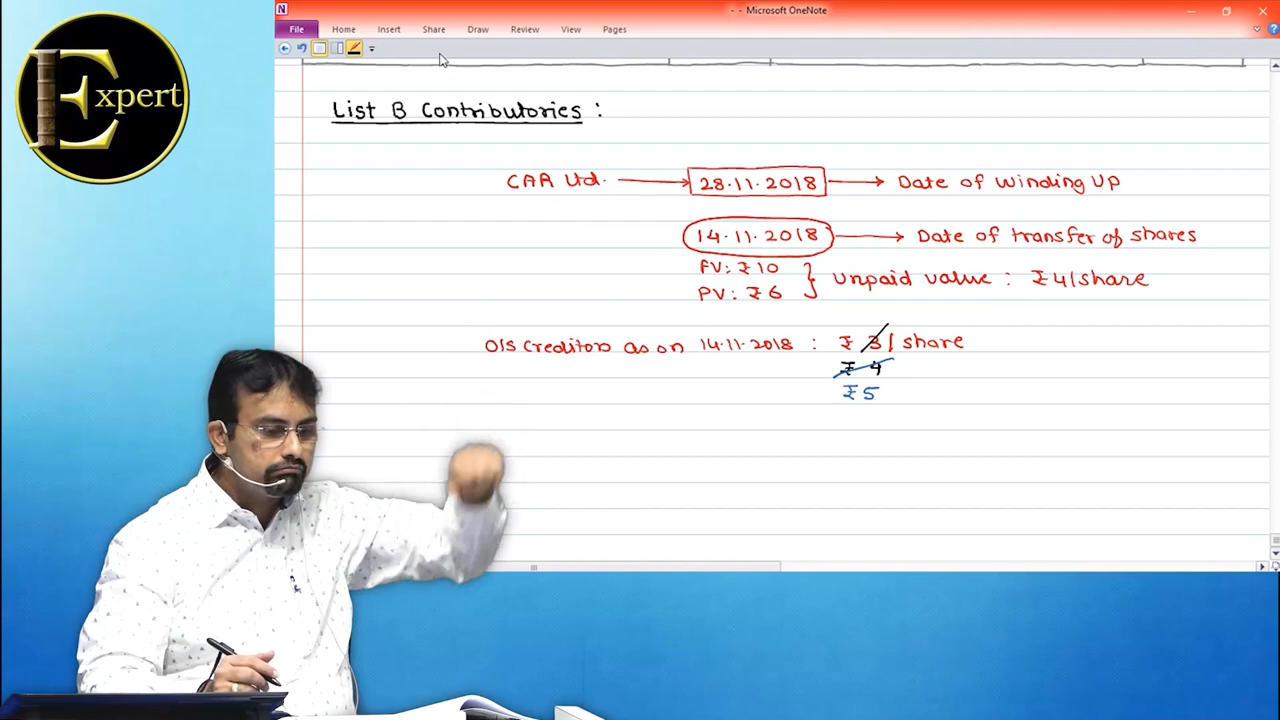 Expert
- - Microsoft OneNote
File Home Insert Share Draw Review View Pages
List B Contributories :
CAR Ltd. → 28.11.2018 → Date of Winding Up
14.11.2018 → Date of transfer of shares
FV: ₹10
PV: ₹6
} Unpaid value : ₹4/share
O/S Creditors as on 14.11.2018 : ₹ 3/ share
₹ 4
₹5